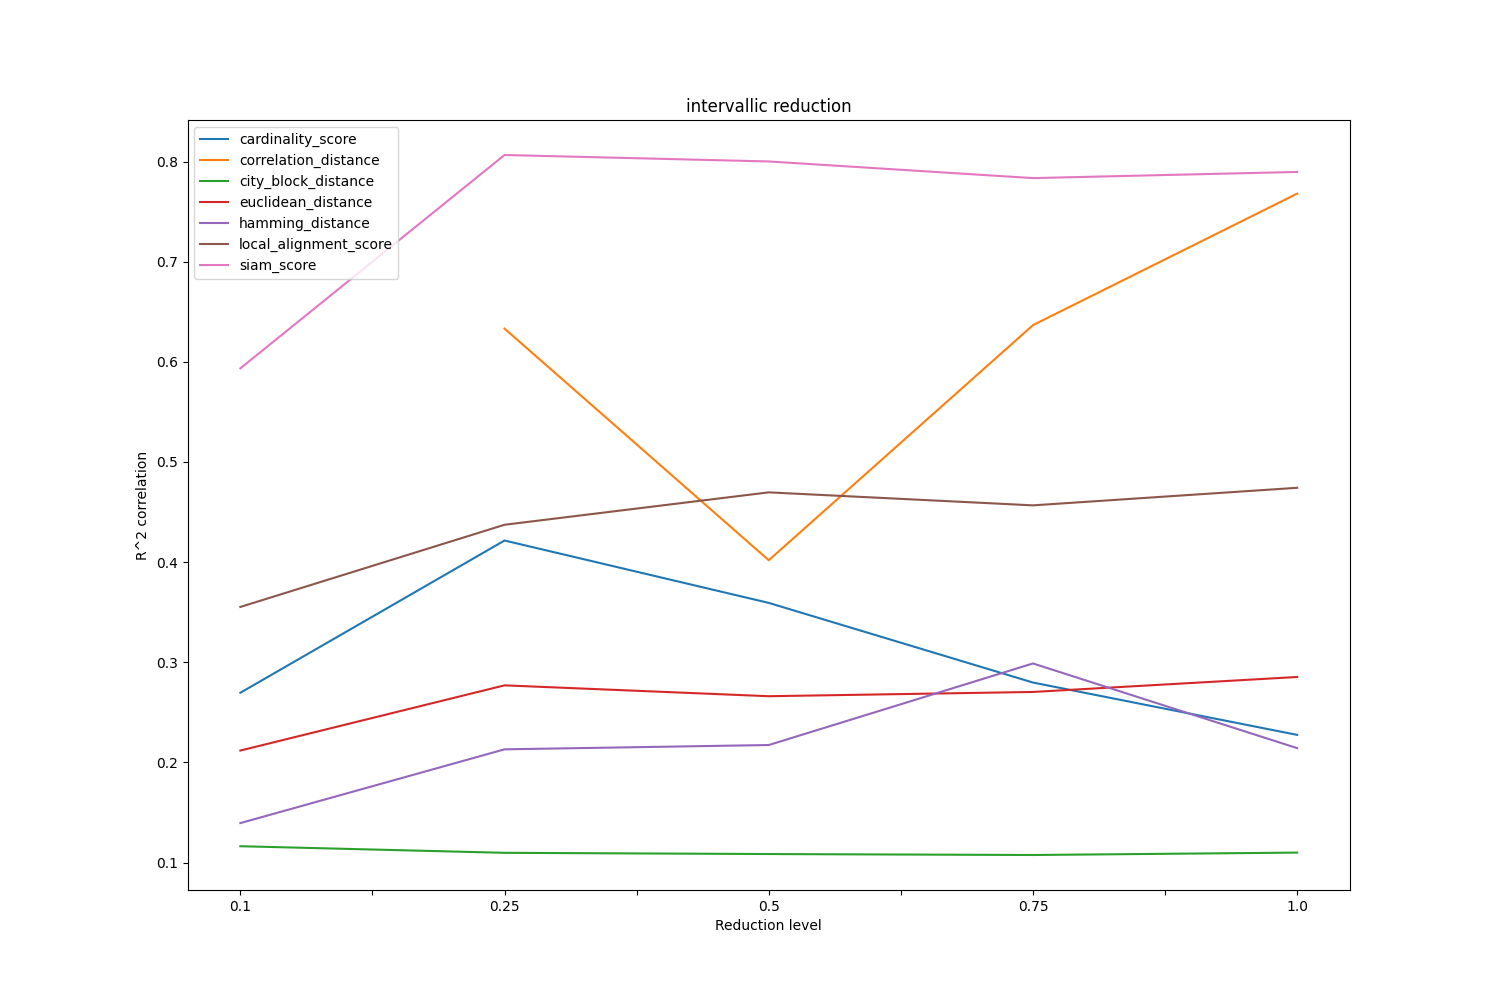 intervallic reduction
cardinality_score
correlation_distance
city_block_distance
euclidean_distance
hamming_distance
local_alignment_score
siam_score
0.8
0.7
0.6
0.5
0.4
0.3
0.2
0.1
R^2 correlation
0.1 0.25 0.5 0.75 1.0
Reduction level